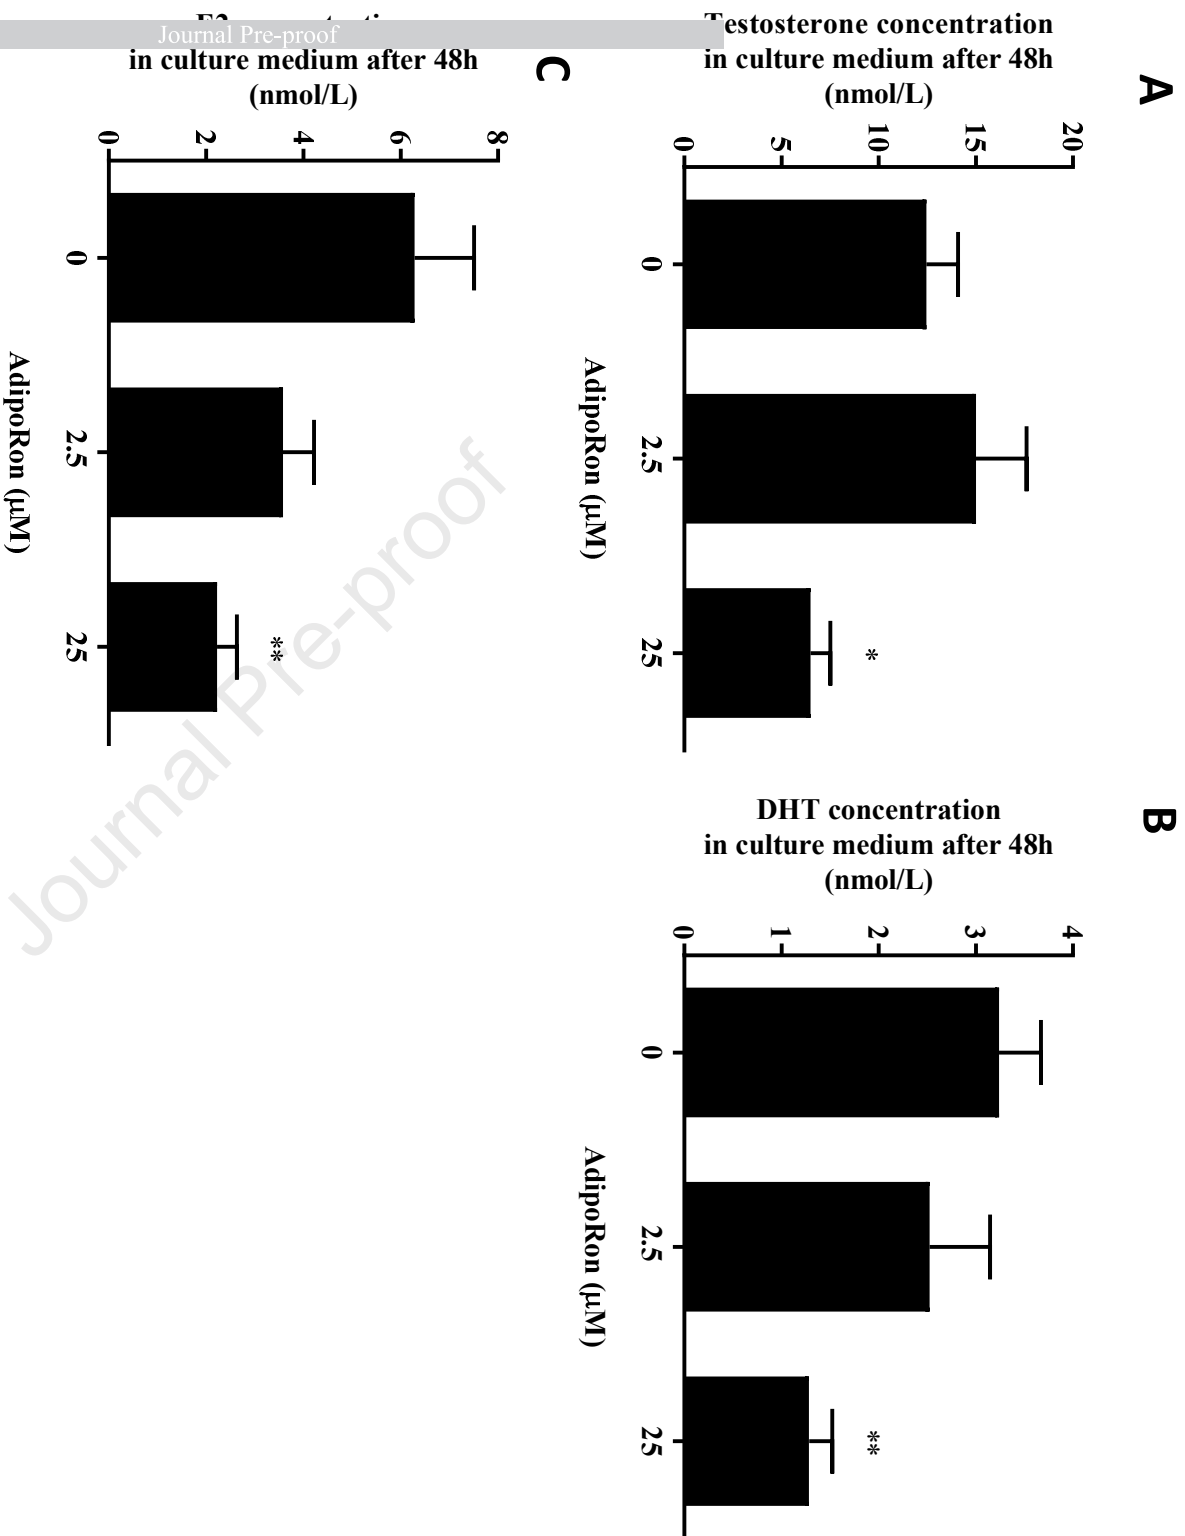 Journal Pre-proof
A
Testosterone concentration
in culture medium after 48h
(nmol/L)
20
15
10
5
0
0
2.5
25
*
AdipoRon (μM)
B
DHT concentration
in culture medium after 48h
(nmol/L)
4
3
2
1
0
0
2.5
25
**
AdipoRon (μM)
C
in culture medium after 48h
(nmol/L)
8
6
4
2
0
0
2.5
25
**
AdipoRon (μM)
Journal Pre-proof